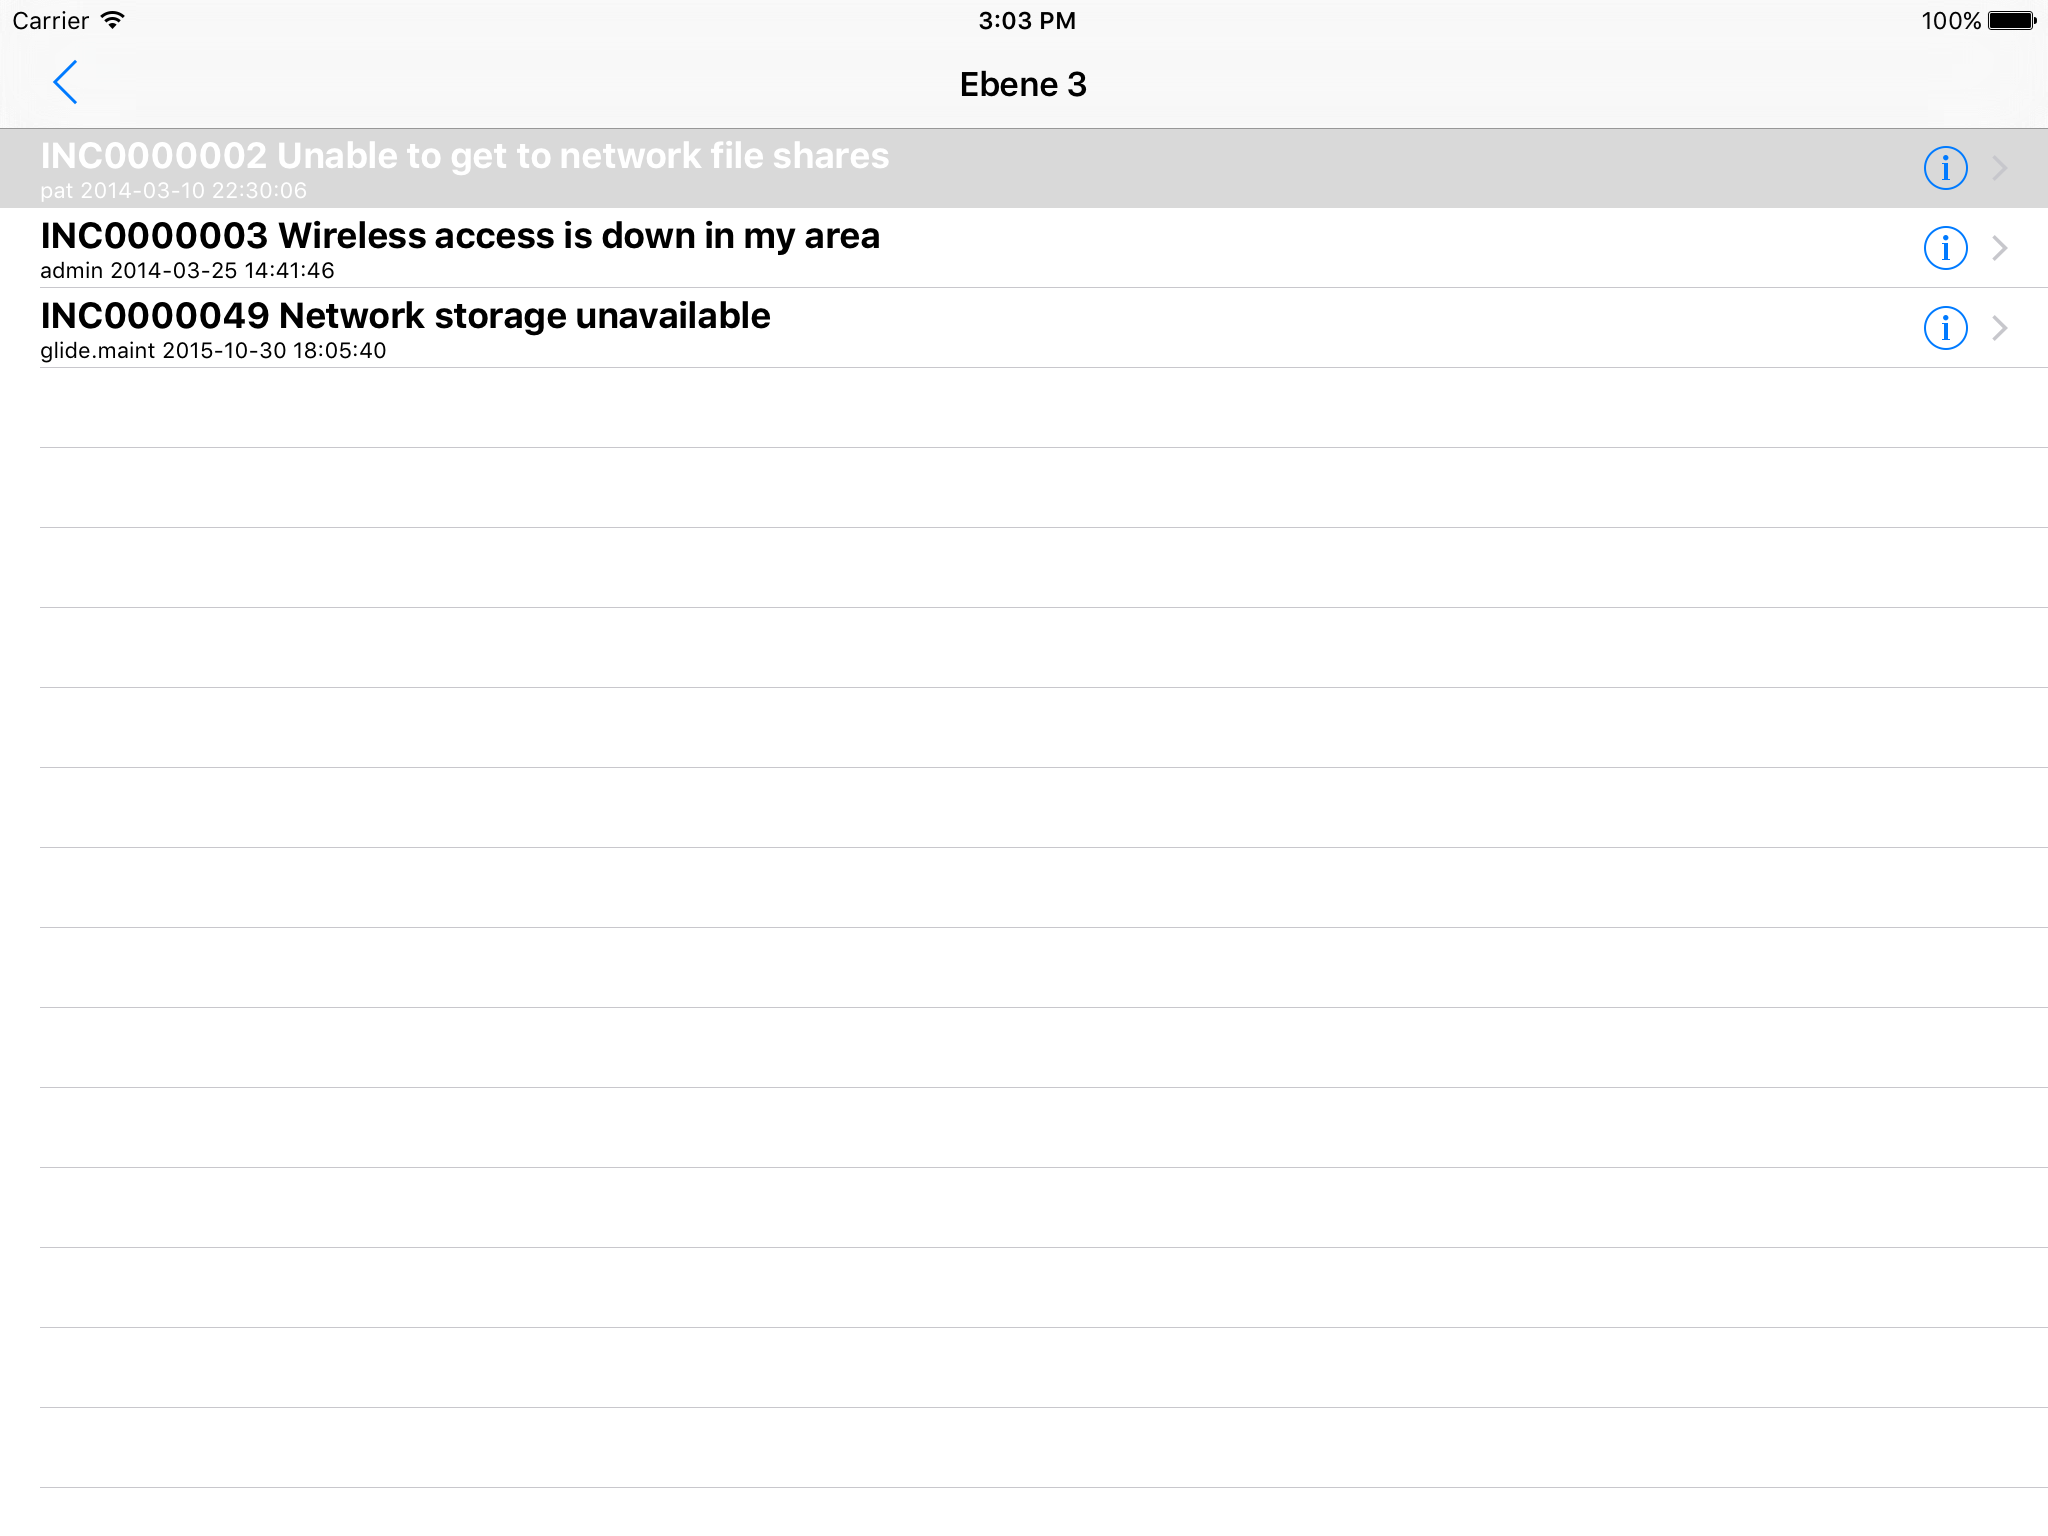 Carrier 3:03 PM 100%
Ebene 3
INC0000002 Unable to get to network file shares
pat 2014-03-10 22:30:06
INC0000003 Wireless access is down in my area
admin 2014-03-25 14:41:46
INC0000049 Network storage unavailable
glide.maint 2015-10-30 18:05:40